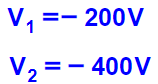 V₁ =− 200V
V₂ =− 400V